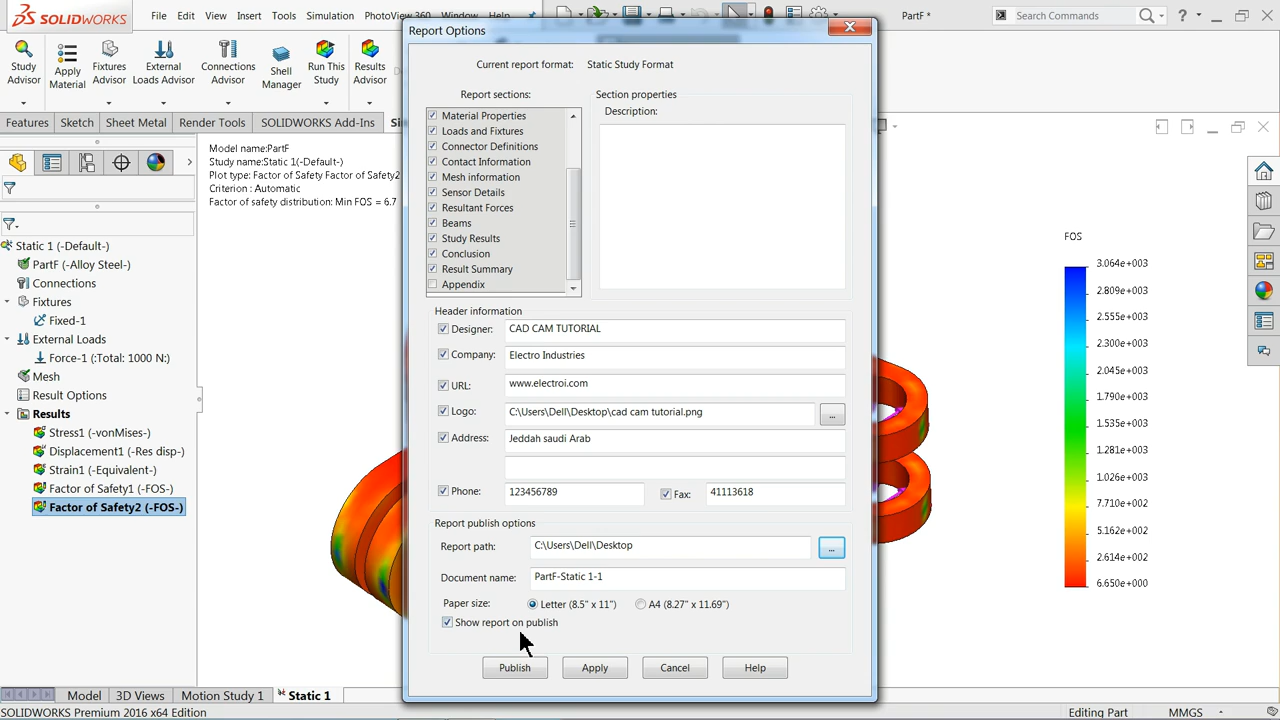 SOLIDWORKS
File Edit View Insert Tools Simulation PhotoView 360 Window Help
PartF *
Search Commands
Study Advisor
Apply Material
Fixtures Advisor
External Loads Advisor
Connections Advisor
Shell Manager
Run This Study
Results Advisor
Features Sketch Sheet Metal Render Tools SOLIDWORKS Add-Ins
Model name:PartF
Study name:Static 1(-Default-)
Plot type: Factor of Safety Factor of Safety2
Criterion : Automatic
Factor of safety distribution: Min FOS = 6.7
Static 1 (-Default-)
PartF (-Alloy Steel-)
Connections
Fixtures
Fixed-1
External Loads
Force-1 (:Total: 1000 N:)
Mesh
Result Options
Results
Stress1 (-vonMises-)
Displacement1 (-Res disp-)
Strain1 (-Equivalent-)
Factor of Safety1 (-FOS-)
Factor of Safety2 (-FOS-)
Report Options
Current report format: Static Study Format
Report sections:
Material Properties
Loads and Fixtures
Connector Definitions
Contact Information
Mesh information
Sensor Details
Resultant Forces
Beams
Study Results
Conclusion
Result Summary
Appendix
Section properties
Description:
Header information
Designer: CAD CAM TUTORIAL
Company: Electro Industries
URL: www.electroi.com
Logo: C:\Users\Dell\Desktop\cad cam tutorial.png ...
Address: Jeddah saudi Arab
Phone: 123456789 Fax: 41113618
Report publish options
Report path: C:\Users\Dell\Desktop ...
Document name: PartF-Static 1-1
Paper size: Letter (8.5" x 11") A4 (8.27" x 11.69")
Show report on publish
Publish Apply Cancel Help
FOS
3.064e+003
2.809e+003
2.555e+003
2.300e+003
2.045e+003
1.790e+003
1.535e+003
1.281e+003
1.026e+003
7.710e+002
5.162e+002
2.614e+002
6.650e+000
Model 3D Views Motion Study 1 Static 1
SOLIDWORKS Premium 2016 x64 Edition
Editing Part MMGS